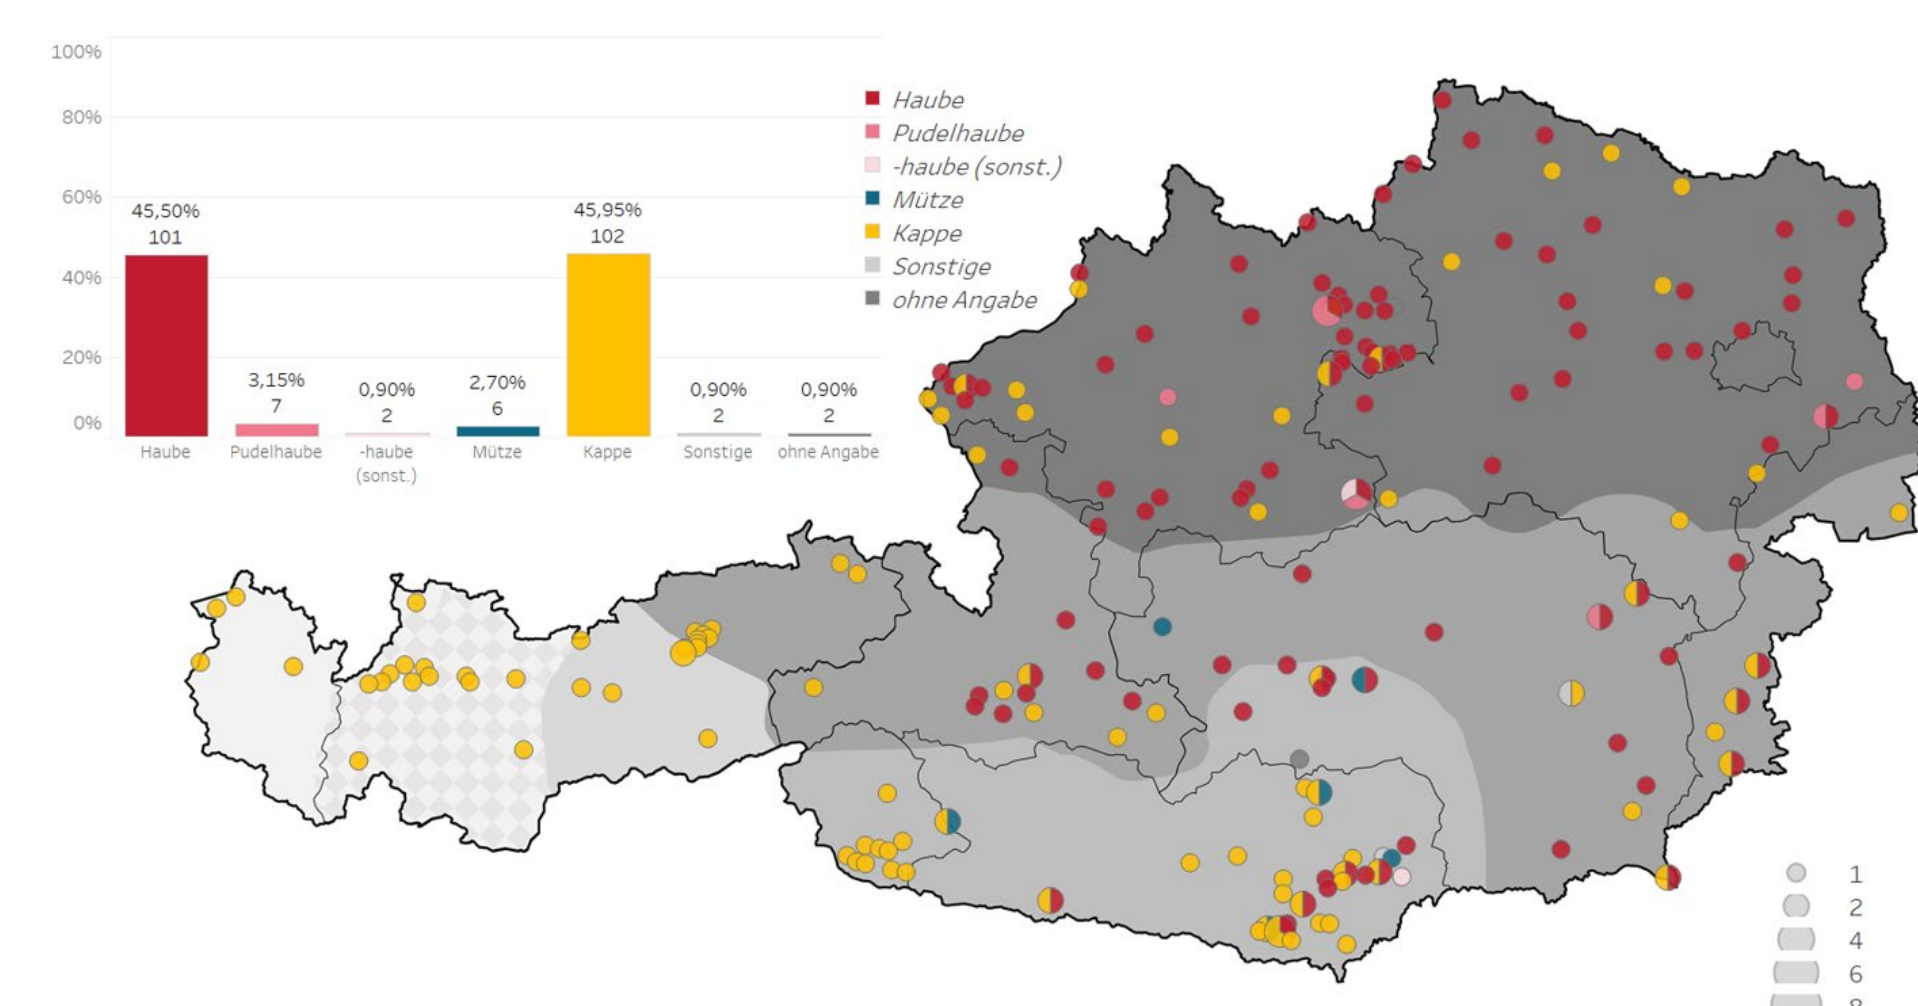 100%
80%
60%
40%
20%
0%
45,50%
101
3,15%
7
0,90%
2
2,70%
6
45,95%
102
0,90%
2
0,90%
2
Haube
Pudelhaube
-haube
(sonst.)
Mütze
Kappe
Sonstige
ohne Angabe
Haube
Pudelhaube
-haube (sonst.)
Mütze
Kappe
Sonstige
ohne Angabe
1
2
4
6
8